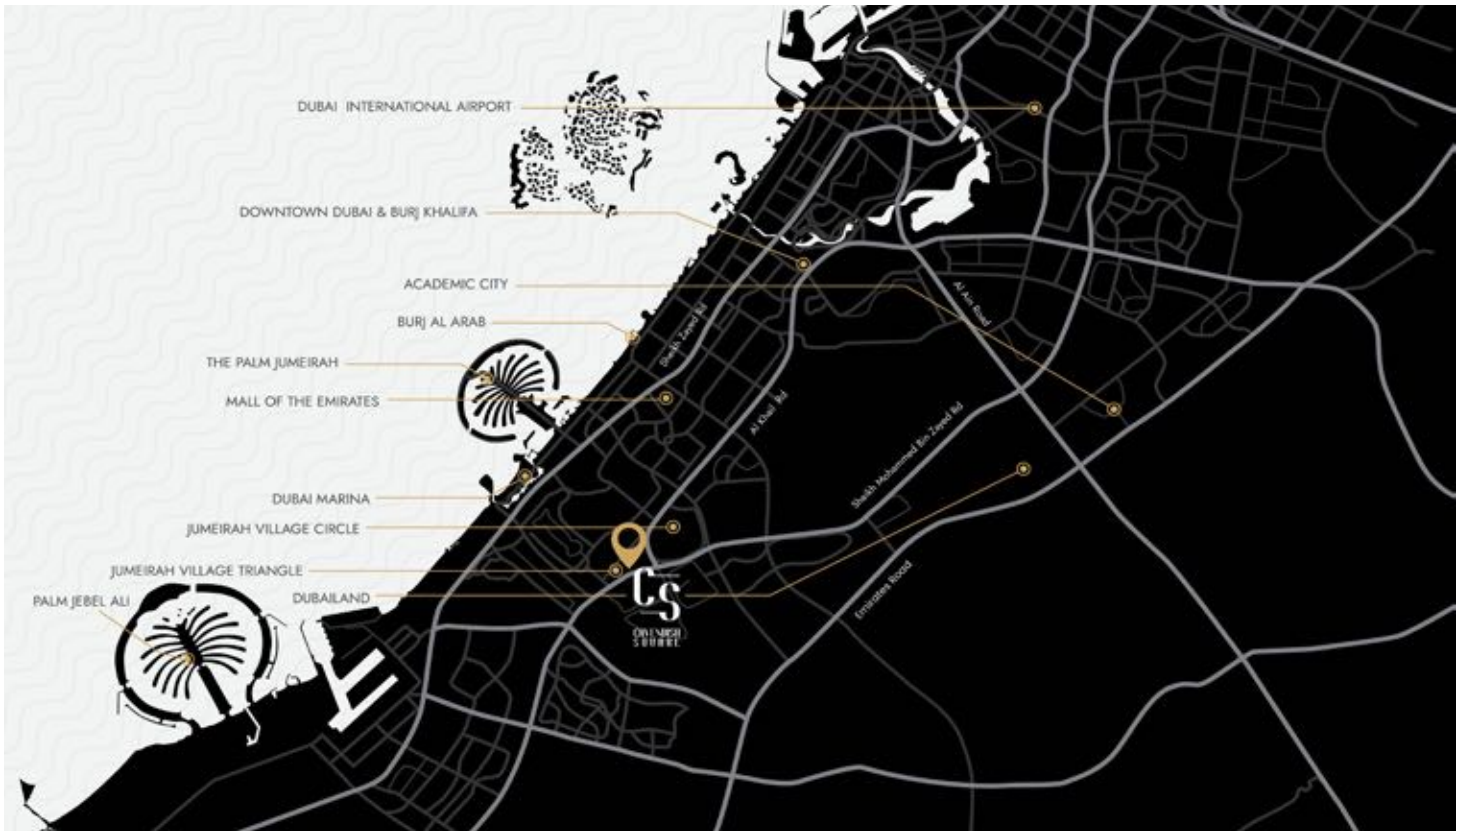 DUBAI INTERNATIONAL AIRPORT
DOWNTOWN DUBAI & BURJ KHALIFA
ACADEMIC CITY
Al Ain Road
BURJ AL ARAB
Sheikh Zayed Rd
THE PALM JUMEIRAH
MALL OF THE EMIRATES
Al Khail Rd
Sheikh Mohammed Bin Zayed Rd
DUBAI MARINA
JUMEIRAH VILLAGE CIRCLE
JUMEIRAH VILLAGE TRIANGLE
PALM JEBEL ALI
DUBAILAND
Emirates Road
CS
CAVENDISH
SQUARE